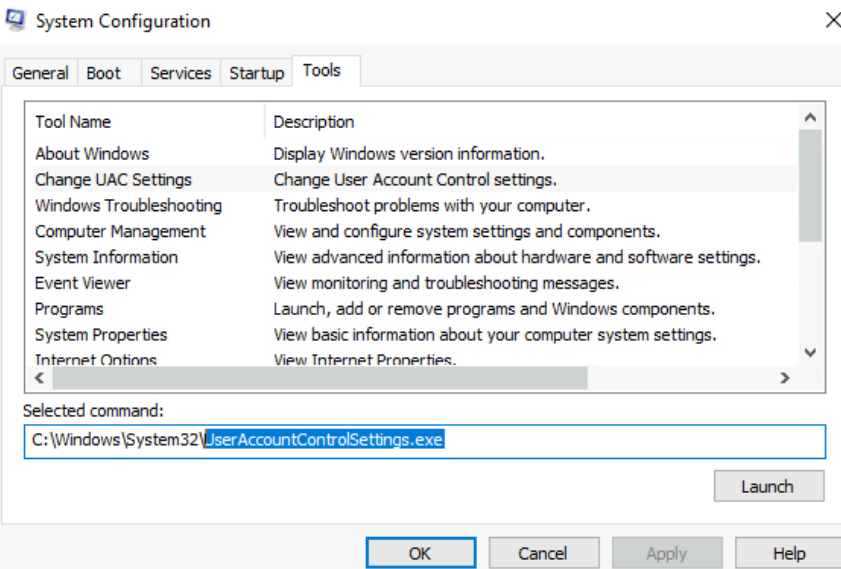 System Configuration
General Boot Services Startup Tools
Tool Name Description
About Windows Display Windows version information.
Change UAC Settings Change User Account Control settings.
Windows Troubleshooting Troubleshoot problems with your computer.
Computer Management View and configure system settings and components.
System Information View advanced information about hardware and software settings.
Event Viewer View monitoring and troubleshooting messages.
Programs Launch, add or remove programs and Windows components.
System Properties View basic information about your computer system settings.
Internet Options View Internet Properties.
Selected command:
C:\Windows\System32\UserAccountControlSettings.exe
Launch
OK Cancel Apply Help